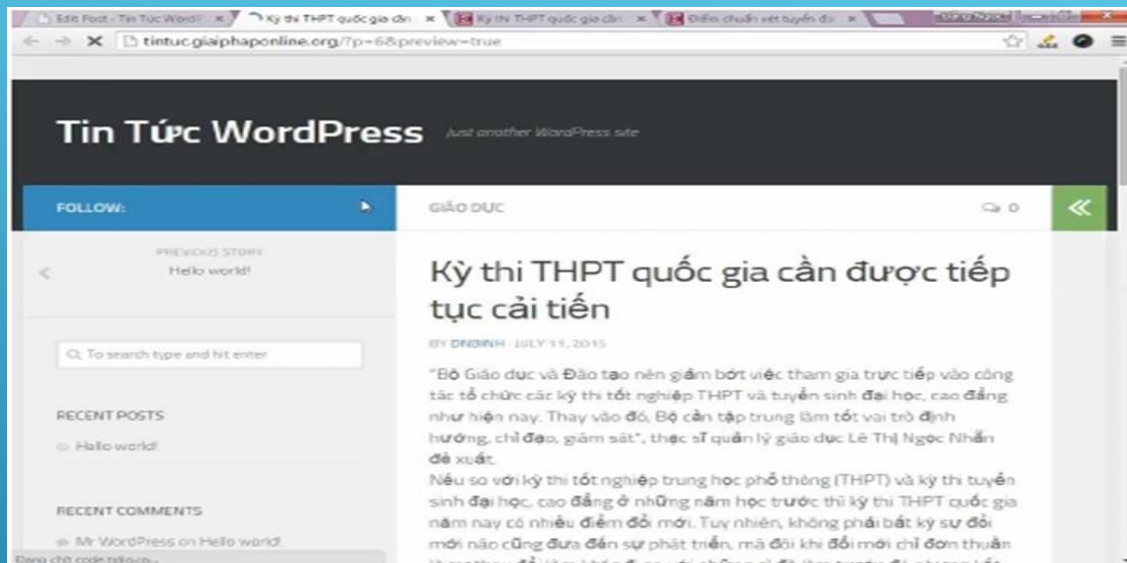 Edit Post - Tin Tức WordP
Kỳ thi THPT quốc gia cần
Kỳ thi THPT quốc gia cần
Điểm chuẩn xét tuyển đại
tintuc.giaiphaponline.org/?p=6&preview=true
Tin Tức WordPress
Just another WordPress site
FOLLOW:
GIÁO DỤC
0
PREVIOUS STORY
Hello world!
Kỳ thi THPT quốc gia cần được tiếp
tục cải tiến
BY DNBINH · JULY 11, 2015
To search type and hit enter
"Bộ Giáo dục và Đào tạo nên giảm bớt việc tham gia trực tiếp vào công
tác tổ chức các kỳ thi tốt nghiệp THPT và tuyển sinh đại học, cao đẳng
như hiện nay. Thay vào đó, Bộ cần tập trung làm tốt vai trò định
hướng, chỉ đạo, giám sát", thạc sĩ quản lý giáo dục Lê Thị Ngọc Nhẫn
đề xuất.
RECENT POSTS
Hello world!
Nếu so với kỳ thi tốt nghiệp trung học phổ thông (THPT) và kỳ thi tuyển
sinh đại học, cao đẳng ở những năm học trước thì kỳ thi THPT quốc gia
năm nay có nhiều điểm đổi mới. Tuy nhiên, không phải bất kỳ sự đổi
mới nào cũng đưa đến sự phát triển, mà đôi khi đổi mới chỉ đơn thuần
RECENT COMMENTS
Mr WordPress on Hello world!